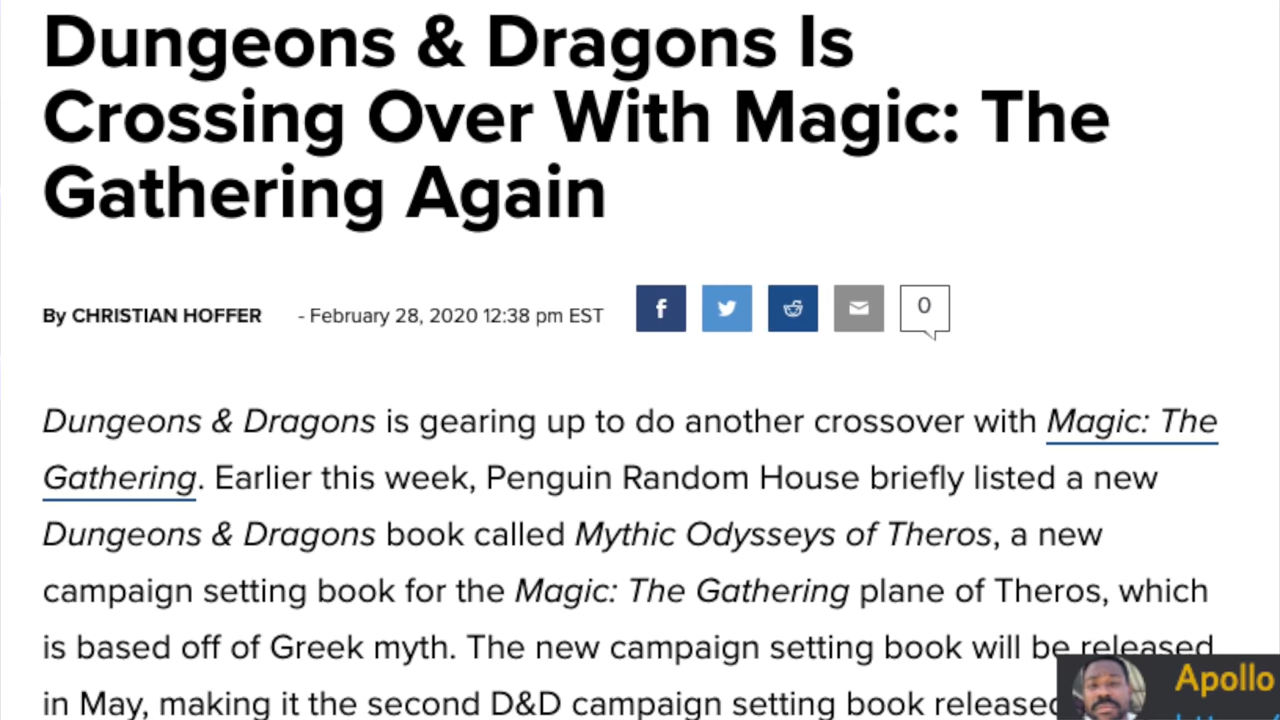 Dungeons & Dragons Is
Crossing Over With Magic: The
Gathering Again
By CHRISTIAN HOFFER - February 28, 2020 12:38 pm EST
0
Dungeons & Dragons is gearing up to do another crossover with Magic: The
Gathering. Earlier this week, Penguin Random House briefly listed a new
Dungeons & Dragons book called Mythic Odysseys of Theros, a new
campaign setting book for the Magic: The Gathering plane of Theros, which
is based off of Greek myth. The new campaign setting book will be released
in May, making it the second D&D campaign setting book released
Apollo